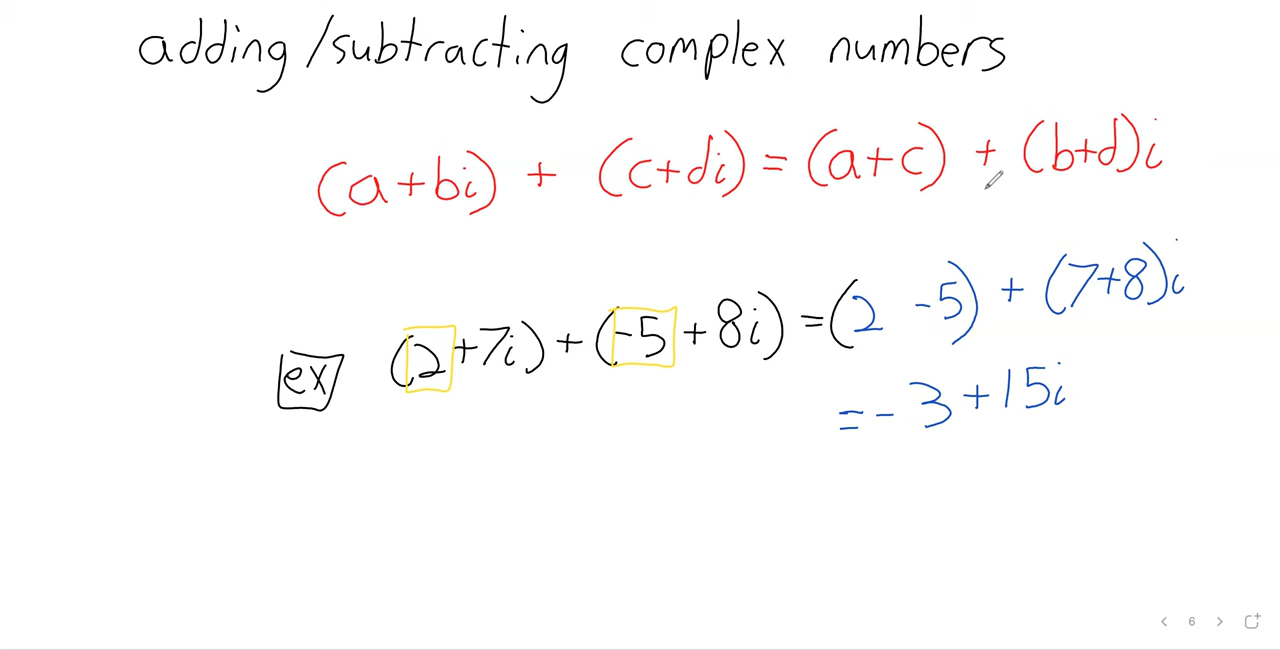 adding/subtracting complex numbers
(a+bi) + (c+di) = (a+c) + (b+d)i
ex (2+7i) + (-5+8i) = (2 -5) + (7+8)i
= -3+15i
< 6 >